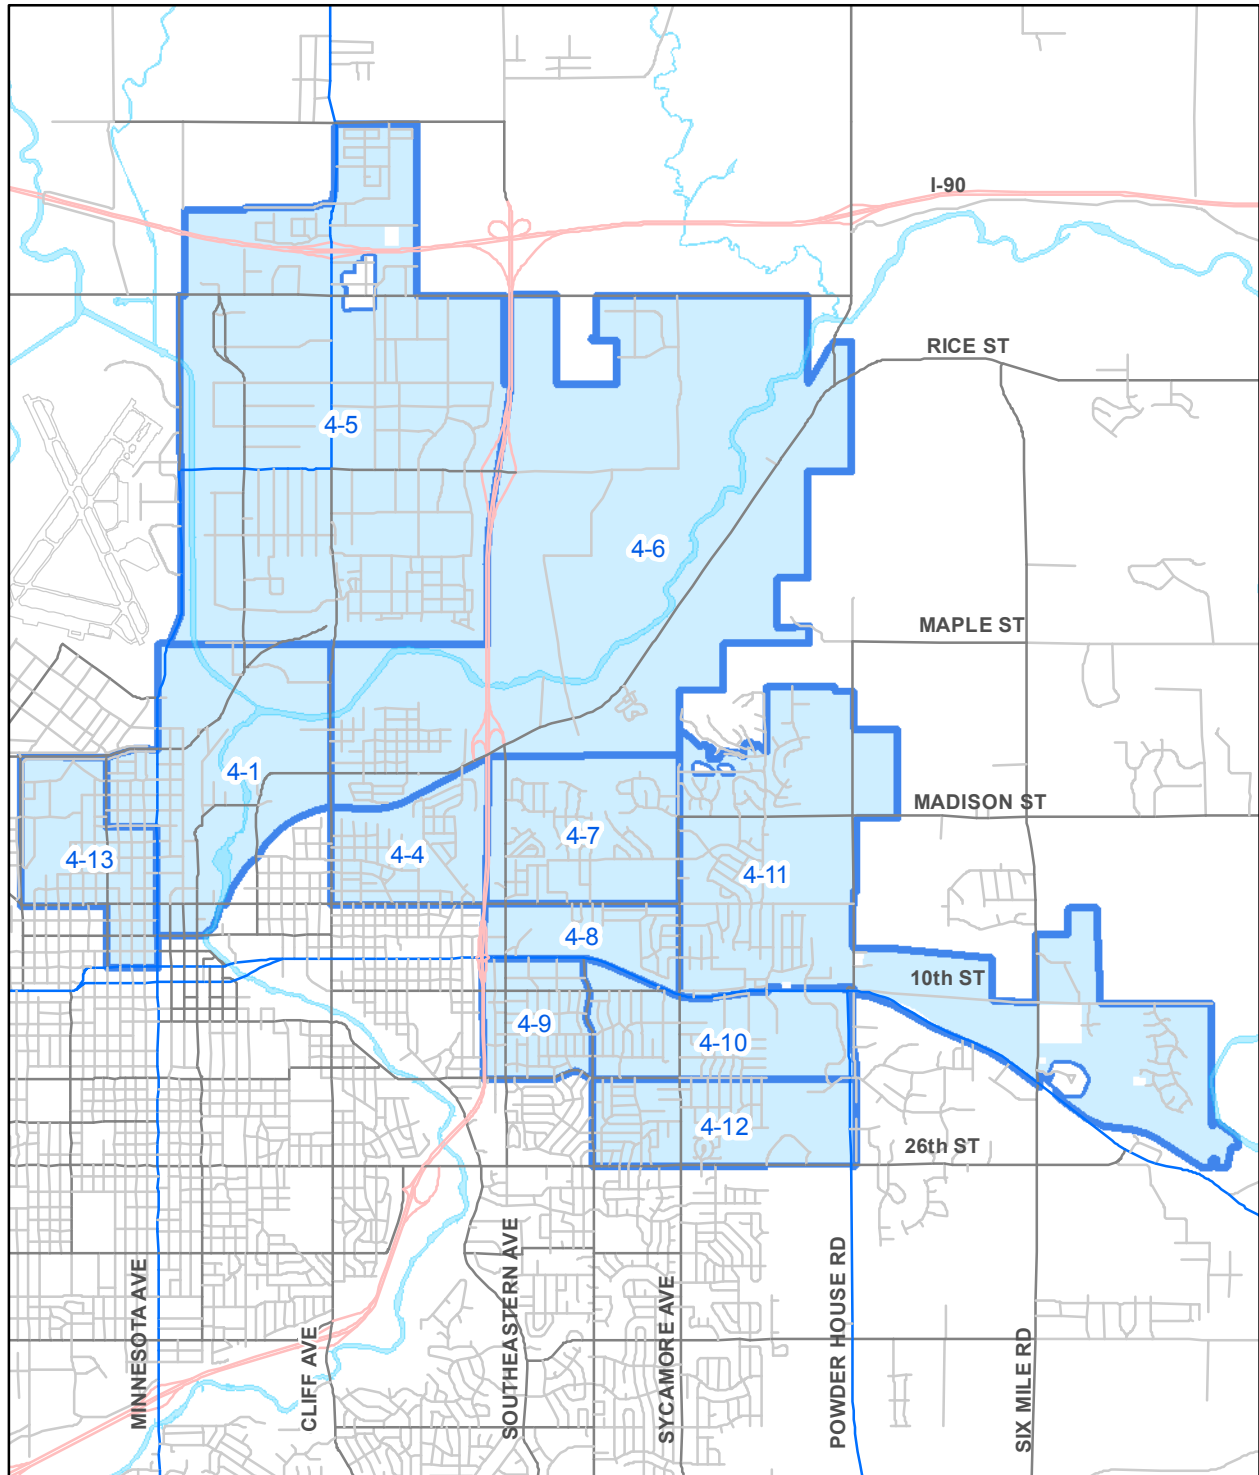 I-90
RICE ST
4-5
4-6
MAPLE ST
4-1
MADISON ST
4-7
4-13
4-4
4-11
4-8
10th ST
4-9
4-10
4-12
26th ST
MINNESOTA AVE
CLIFF AVE
SOUTHEASTERN AVE
SYCAMORE AVE
POWDER HOUSE RD
SIX MILE RD